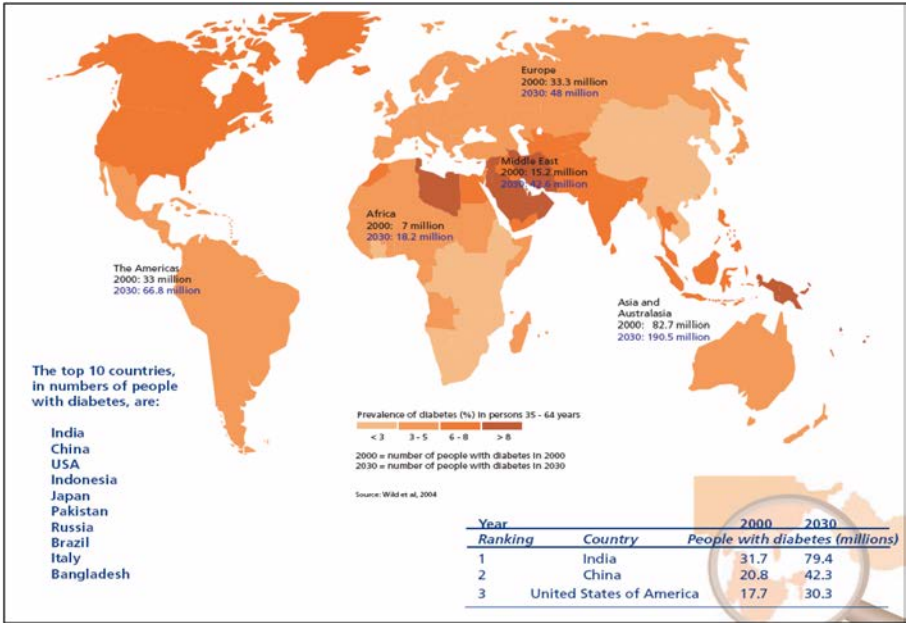 Europe
2000: 33.3 million
2030: 48 million
Middle East
2000: 15.2 million
2030: 42.6 million
Africa
2000: 7 million
2030: 18.2 million
The Americas
2000: 33 million
2030: 66.8 million
Asia and
Australasia
2000: 82.7 million
2030: 190.5 million
The top 10 countries,
in numbers of people
with diabetes, are:
India
China
USA
Indonesia
Japan
Pakistan
Russia
Brazil
Italy
Bangladesh
Prevalence of diabetes (%) in persons 35 - 64 years
< 3 3 - 5 6 - 8 > 8
2000 = number of people with diabetes in 2000
2030 = number of people with diabetes in 2030
Source: Wild et al, 2004
Year 2000 2030
Ranking Country People with diabetes (millions)
1 India 31.7 79.4
2 China 20.8 42.3
3 United States of America 17.7 30.3